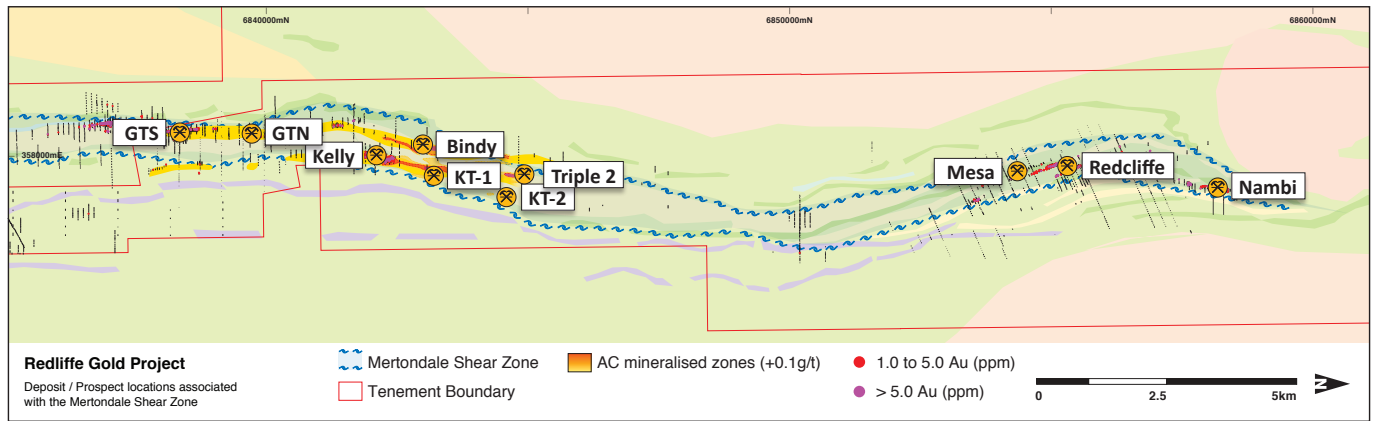 6840000mN
6850000mN
6860000mN
GTS
GTN
Bindy
358000mE
Kelly
KT-1
Triple 2
KT-2
Mesa
Redcliffe
Nambi
Redliffe Gold Project
Deposit / Prospect locations associated
with the Mertondale Shear Zone
Mertondale Shear Zone
Tenement Boundary
AC mineralised zones (+0.1g/t)
1.0 to 5.0 Au (ppm)
> 5.0 Au (ppm)
0 2.5 5km
N